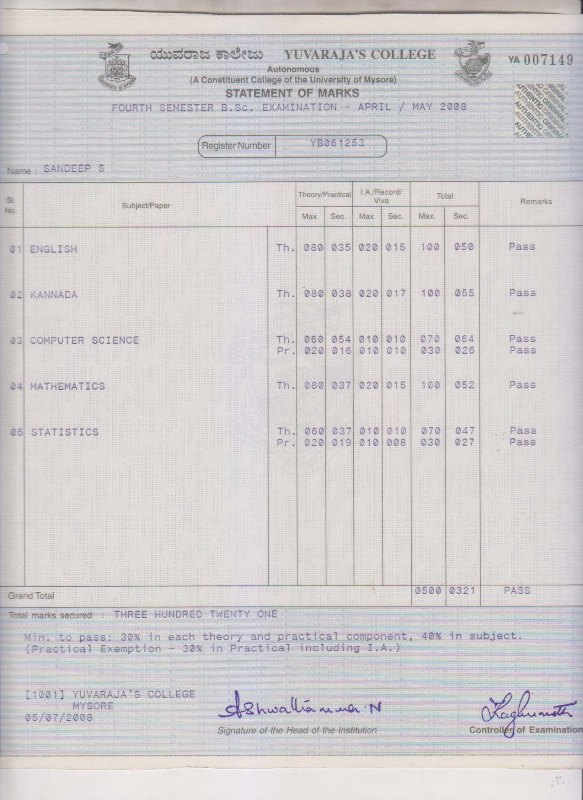 ಯುವರಾಜ ಕಾಲೇಜು YUVARAJA'S COLLEGE YA 007149
Autonomous
(A Constituent College of the University of Mysore)
STATEMENT OF MARKS
FOURTH SEMESTER B.Sc. EXAMINATION - APRIL / MAY 2008
Register Number YB061253
Name : SANDEEP S
Sl. No. Subject/Paper Theory/Practical I.A./Record/Viva Total Remarks
Max. Sec. Max. Sec. Max. Sec.
01 ENGLISH Th. 080 035 020 015 100 050 Pass
02 KANNADA Th. 080 038 020 017 100 055 Pass
03 COMPUTER SCIENCE Th. 060 054 010 010 070 064 Pass
Pr. 020 016 010 010 030 026 Pass
04 MATHEMATICS Th. 080 037 020 015 100 052 Pass
05 STATISTICS Th. 060 037 010 010 070 047 Pass
Pr. 020 019 010 008 030 027 Pass
Grand Total 0500 0321 PASS
Total marks secured : THREE HUNDRED TWENTY ONE
Min. to pass: 30% in each theory and practical component, 40% in subject.
(Practical Exemption - 30% in Practical including I.A.)
[1001] YUVARAJA'S COLLEGE
MYSORE
05/07/2008
Ashwathamma.N
Signature of the Head of the Institution Controller of Examination